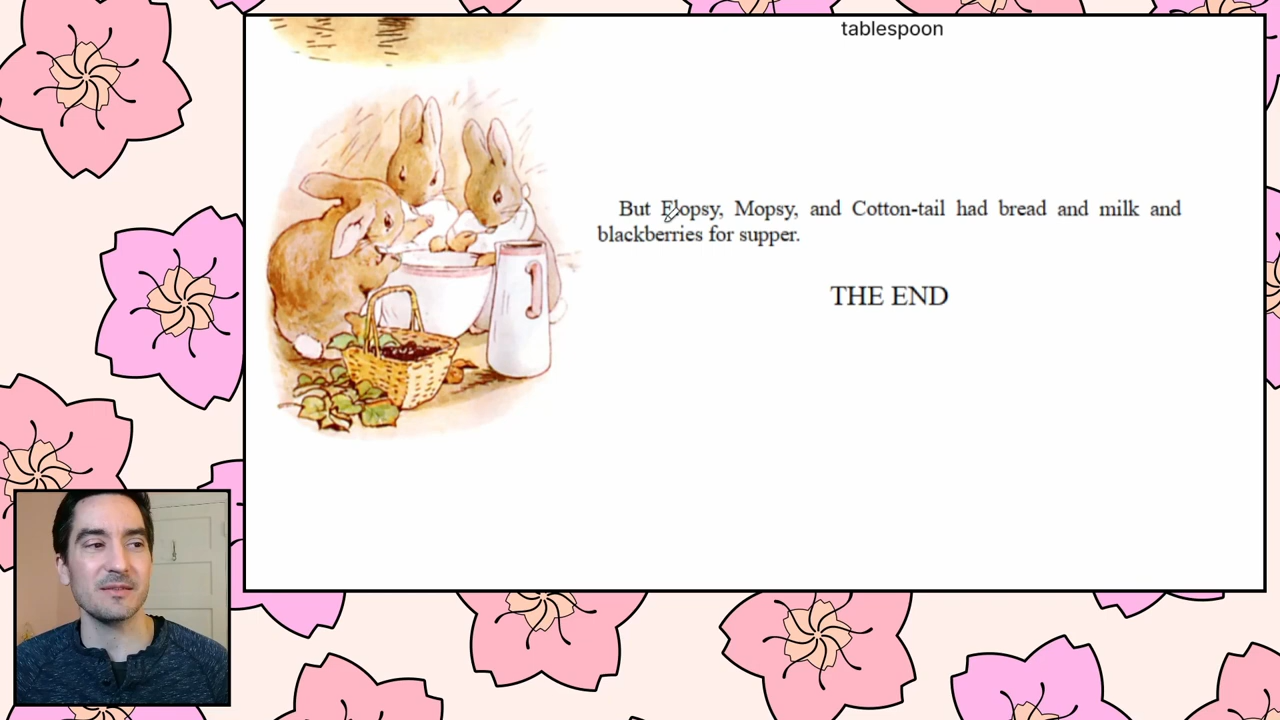 tablespoon
But Flopsy, Mopsy, and Cotton-tail had bread and milk and
blackberries for supper.
THE END